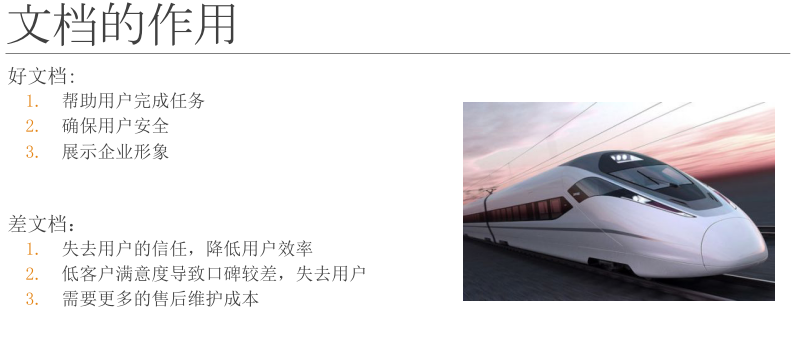 文档的作用
好文档:
1. 帮助用户完成任务
2. 确保用户安全
3. 展示企业形象
差文档：
1. 失去用户的信任，降低用户效率
2. 低客户满意度导致口碑较差，失去用户
3. 需要更多的售后维护成本